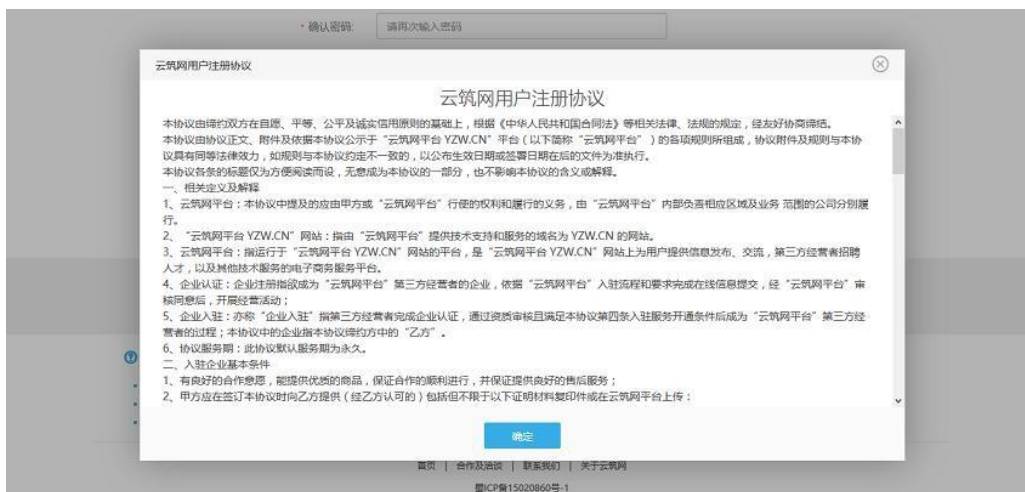 * 确认密码:
请再次输入密码
云筑网用户注册协议
云筑网用户注册协议
本协议由缔约双方在自愿、平等、公平及诚实信用原则的基础上，根据《中华人民共和国合同法》等相关法律、法规的规定，经友好协商缔结。
本协议由协议正文、附件及依据本协议公示于“云筑网平台 YZW.CN”平台（以下简称“云筑网平台”）的各项规则所组成，协议附件及规则与本协
议具有同等法律效力，如规则与本协议约定不一致的，以公布生效日期或签署日期在后的文件为准执行。
本协议各条的标题仅为方便阅读而设，无意成为本协议的一部分，也不影响本协议的含义或解释。
一、相关定义及解释
1、云筑网平台：本协议中提及的应由甲方或“云筑网平台”行使的权利和履行的义务，由“云筑网平台”内部负责相应区域及业务 范围的公司分别履
行。
2、“云筑网平台 YZW.CN”网站：指由“云筑网平台”提供技术支持和服务的域名为 YZW.CN 的网站。
3、云筑网平台：指运行于“云筑网平台 YZW.CN”网站的平台，是“云筑网平台 YZW.CN”网站上为用户提供信息发布、交流，第三方经营者招聘
人才，以及其他技术服务的电子商务服务平台。
4、企业认证：企业注册指欲成为“云筑网平台”第三方经营者的企业，依据“云筑网平台”入驻流程和要求完成在线信息提交，经“云筑网平台”审
核同意后，开展经营活动；
5、企业入驻：亦称“企业入驻”指第三方经营者完成企业认证，通过资质审核且满足本协议第四条入驻服务开通条件后成为“云筑网平台”第三方经
营者的过程；本协议中的企业指本协议缔约方中的“乙方”。
6、协议服务期：此协议默认服务期为永久。
二、入驻企业基本条件
1、有良好的合作意愿，能提供优质的商品，保证合作的顺利进行，并保证提供良好的售后服务；
2、甲方应在签订本协议时向乙方提供（经乙方认可的）包括但不限于以下证明材料复印件或在云筑网平台上传：
确定
首页 | 合作及洽谈 | 联系我们 | 关于云筑网
蜀ICP备15020860号-1